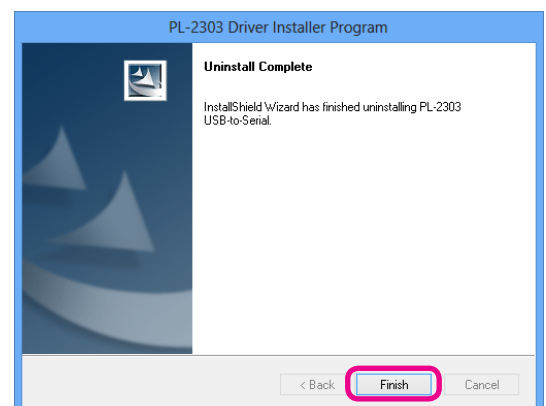 PL-2303 Driver Installer Program
Uninstall Complete
InstallShield Wizard has finished uninstalling PL-2303
USB-to-Serial.
< Back Finish Cancel